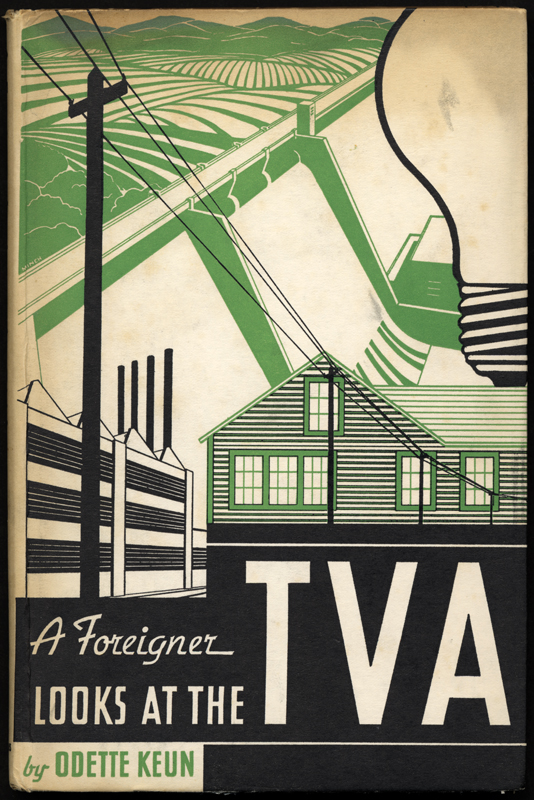 A Foreigner
LOOKS AT THE
TVA
by ODETTE KEUN